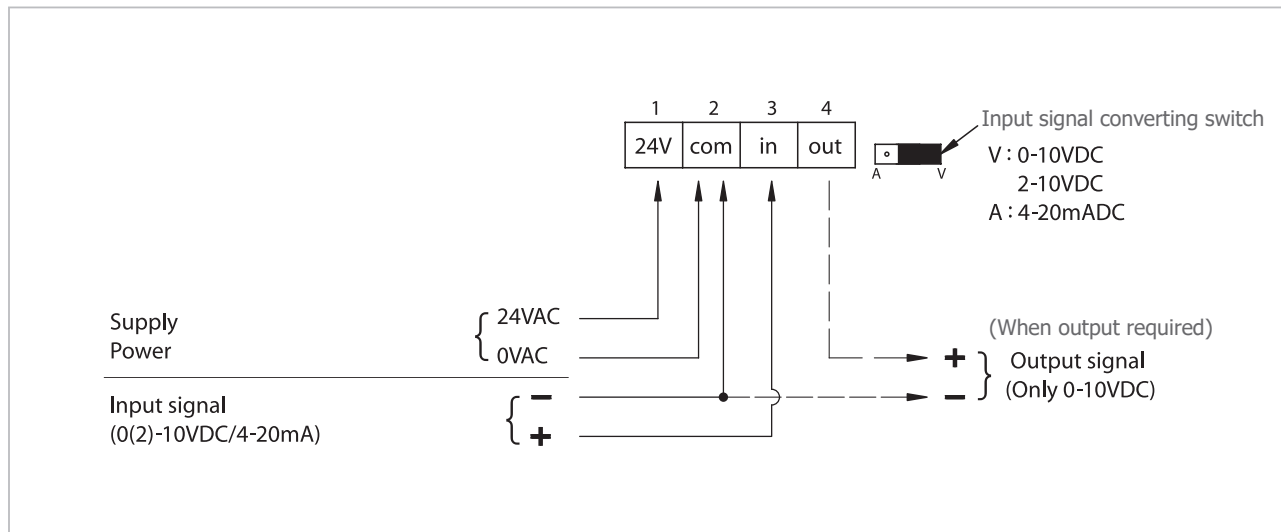 1 2 3 4
24V com in out
A V
Input signal converting switch
V : 0-10VDC
2-10VDC
A : 4-20mADC
Supply
Power
24VAC
0VAC
Input signal
(0(2)-10VDC/4-20mA)
−
+
(When output required)
+ Output signal
− (Only 0-10VDC)